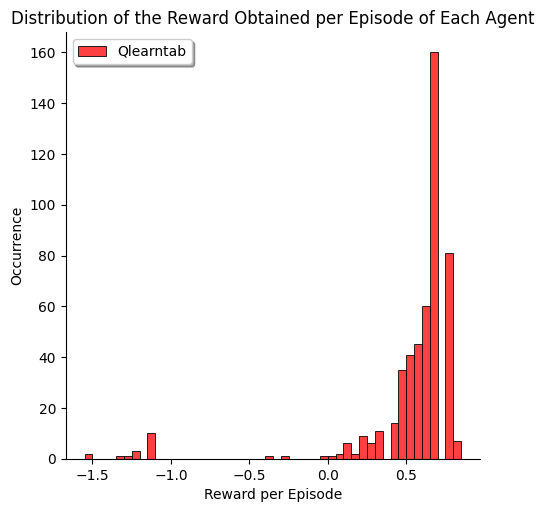 Distribution of the Reward Obtained per Episode of Each Agent
Qlearntab
160
140
120
100
80
60
40
20
0
Occurrence
−1.5 −1.0 −0.5 0.0 0.5
Reward per Episode